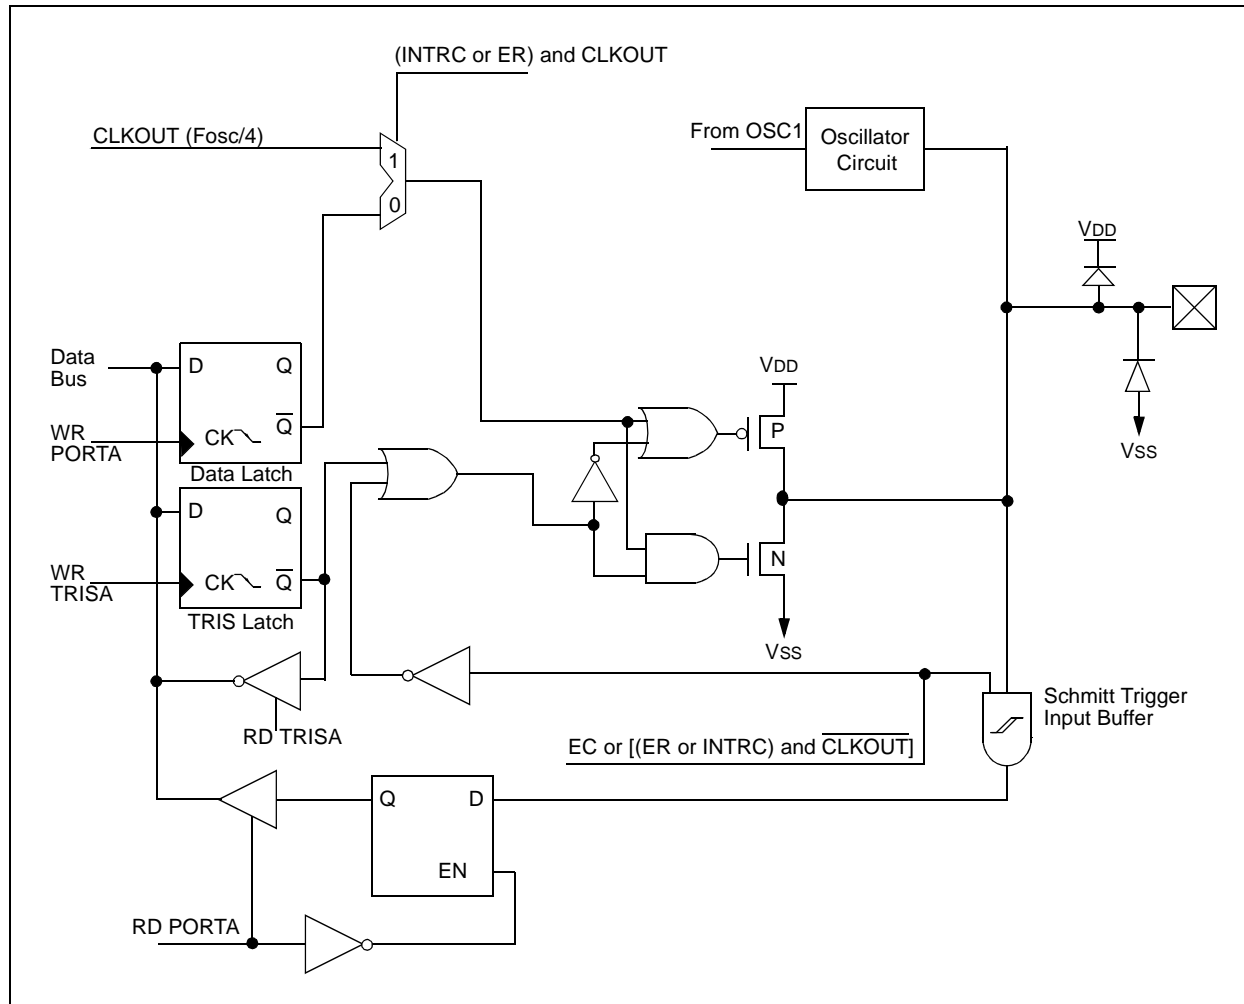 (INTRC or ER) and CLKOUT
CLKOUT (Fosc/4)
1
0
From OSC1
Oscillator
Circuit
VDD
VSS
Data
Bus
D
Q
Q̅
WR
PORTA
CK
Data Latch
VDD
P
N
VSS
D
Q
Q̅
WR
TRISA
CK
TRIS Latch
RD TRISA
Schmitt Trigger
Input Buffer
EC or [(ER or INTRC) and C̅L̅K̅O̅U̅T̅]
Q
D
EN
RD PORTA